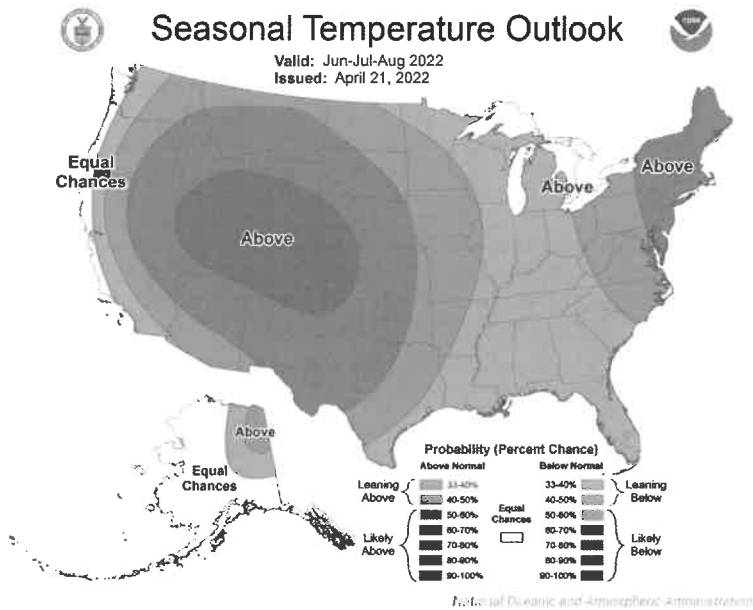 Seasonal Temperature Outlook
Valid: Jun-Jul-Aug 2022
Issued: April 21, 2022
Equal
Chances
Above
Above
Above
Above
Equal
Chances
Probability (Percent Chance)
Above Normal
Below Normal
Leaning
Above
33-40%
40-50%
Likely
Above
50-60%
60-70%
70-80%
80-90%
90-100%
Equal
Chances
33-40%
40-50%
Leaning
Below
50-60%
60-70%
70-80%
80-90%
90-100%
Likely
Below
Oceanic and Atmospheric Administration